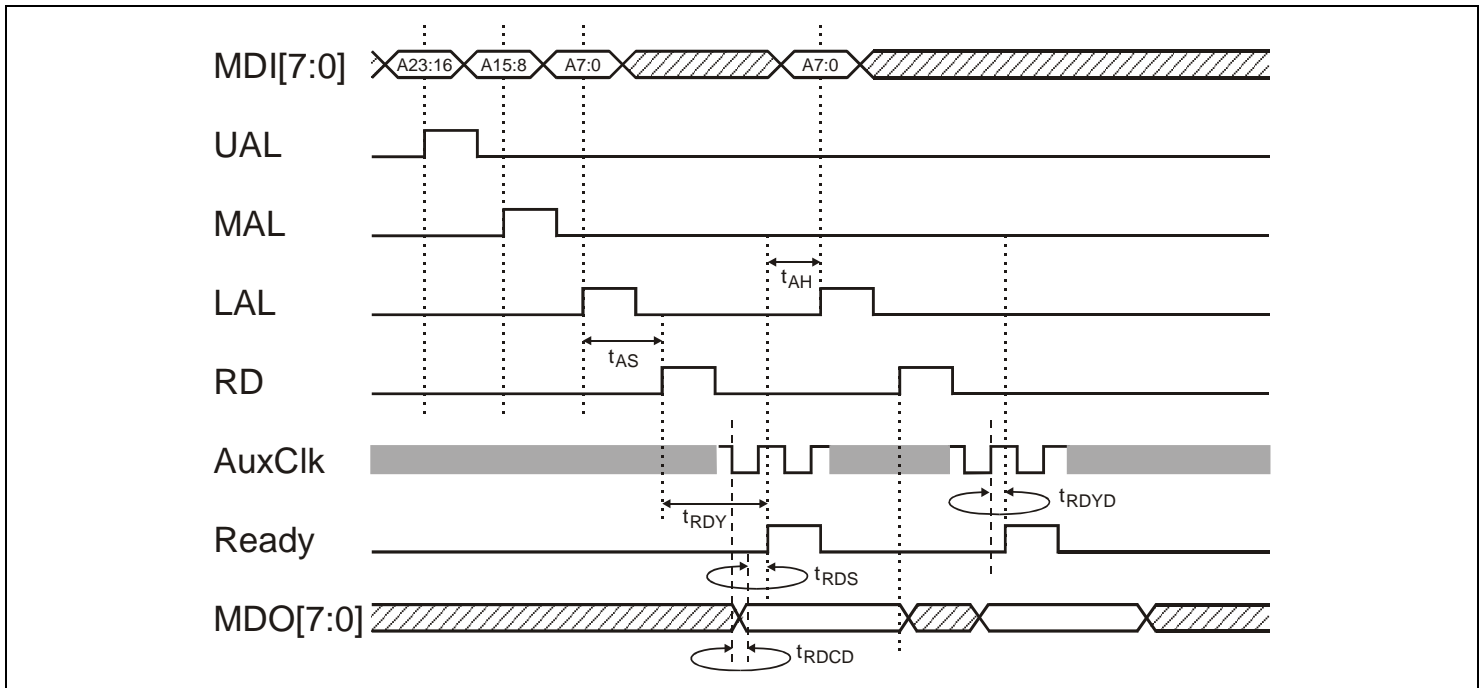 MDI[7:0] A23:16 A15:8 A7:0 A7:0
UAL
MAL
tAH
LAL
tAS
RD
AuxClk
tRDY tRDYD
Ready
tRDS
MDO[7:0]
tRDCD